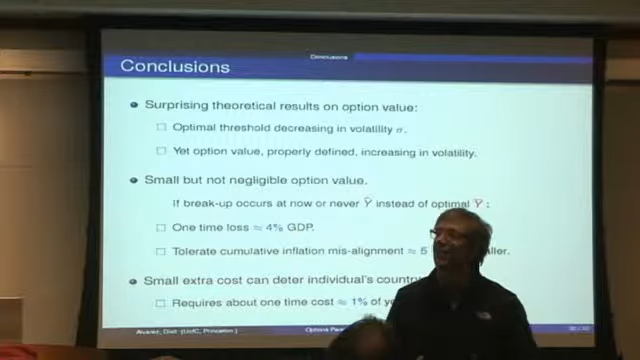 Conclusions
Conclusions
Surprising theoretical results on option value:
Optimal threshold decreasing in volatility σ.
Yet option value, properly defined, increasing in volatility.
Small but not negligible option value.
If break-up occurs at now or never Ŷ instead of optimal Ȳ:
One time loss ≈ 4% GDP.
Tolerate cumulative inflation mis-alignment ≈ 5
Small extra cost can deter individual's
Requires about one time cost ≈ 1% of
Alvarez, Dixit (UofC, Princeton) Options